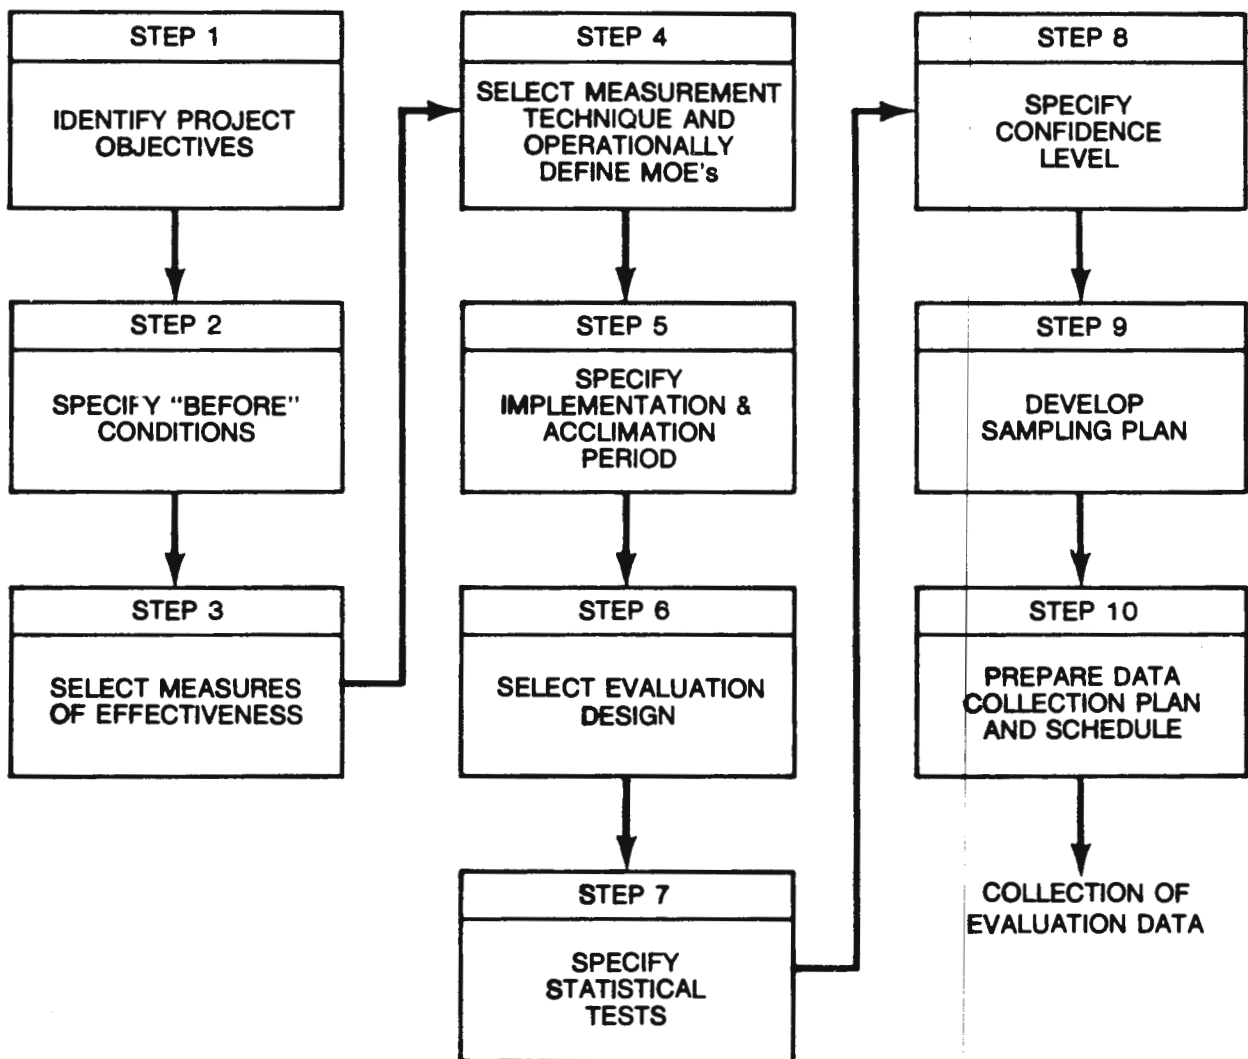 STEP 1
IDENTIFY PROJECT
OBJECTIVES
STEP 2
SPECIFY “BEFORE”
CONDITIONS
STEP 3
SELECT MEASURES
OF EFFECTIVENESS
STEP 4
SELECT MEASUREMENT
TECHNIQUE AND
OPERATIONALLY
DEFINE MOE's
STEP 5
SPECIFY
IMPLEMENTATION &
ACCLIMATION
PERIOD
STEP 6
SELECT EVALUATION
DESIGN
STEP 7
SPECIFY
STATISTICAL
TESTS
STEP 8
SPECIFY
CONFIDENCE
LEVEL
STEP 9
DEVELOP
SAMPLING PLAN
STEP 10
PREPARE DATA
COLLECTION PLAN
AND SCHEDULE
COLLECTION OF
EVALUATION DATA